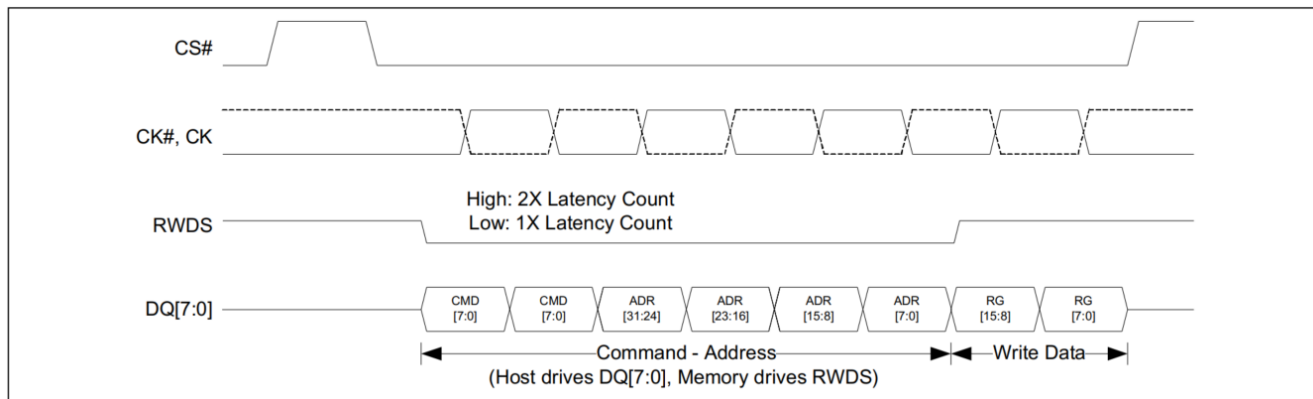 CS#
CK#, CK
High: 2X Latency Count
Low: 1X Latency Count
RWDS
DQ[7:0]
CMD [7:0]
CMD [7:0]
ADR [31:24]
ADR [23:16]
ADR [15:8]
ADR [7:0]
RG [15:8]
RG [7:0]
Command - Address
Write Data
(Host drives DQ[7:0], Memory drives RWDS)